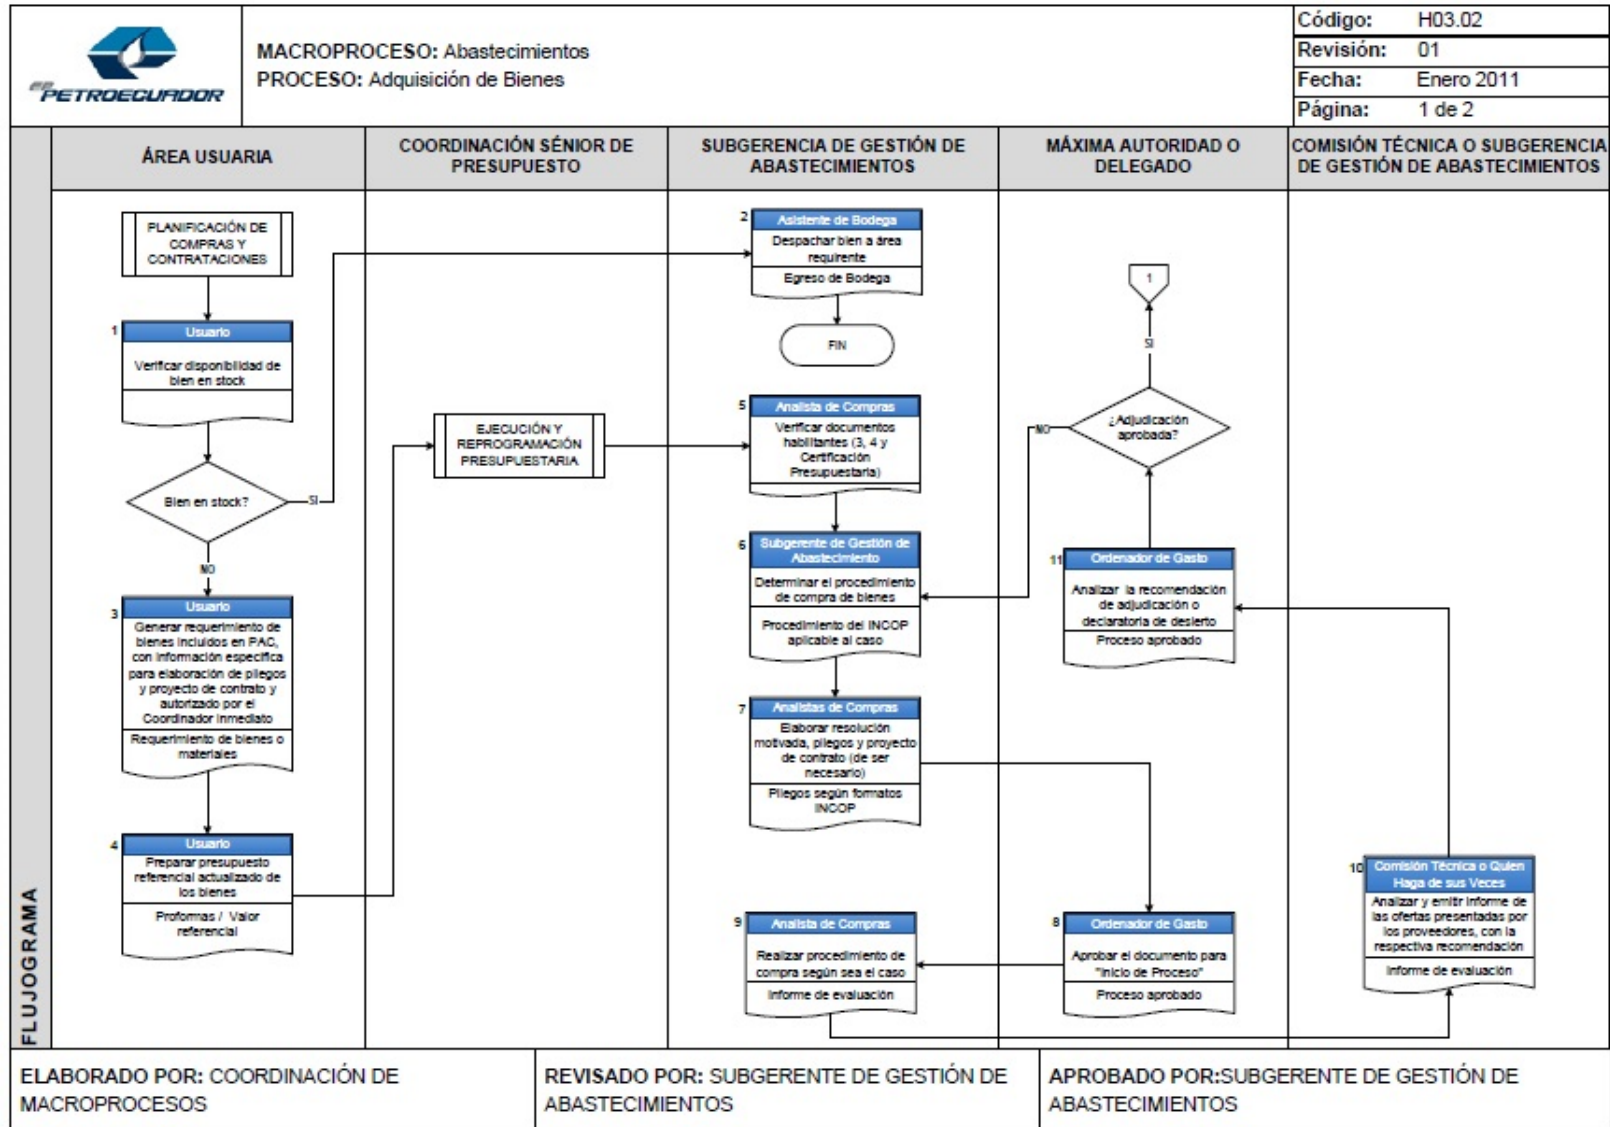 EP PETROECUADOR
MACROPROCESO: Abastecimientos
PROCESO: Adquisición de Bienes
Código: H03.02
Revisión: 01
Fecha: Enero 2011
Página: 1 de 2
ÁREA USUARIA
COORDINACIÓN SÉNIOR DE
PRESUPUESTO
SUBGERENCIA DE GESTIÓN DE
ABASTECIMIENTOS
MÁXIMA AUTORIDAD O
DELEGADO
COMISIÓN TÉCNICA O SUBGERENCIA
DE GESTIÓN DE ABASTECIMIENTOS
FLUJOGRAMA
PLANIFICACIÓN DE
COMPRAS Y
CONTRATACIONES
1
Usuario
Verificar disponibilidad de
bien en stock
Bien en stock?
SI
NO
3
Usuario
Generar requerimiento de
bienes incluidos en PAC,
con información específica
para elaboración de pliegos
y proyecto de contrato y
autorizado por el
Coordinador inmediato
Requerimiento de bienes o
materiales
4
Usuario
Preparar presupuesto
referencial actualizado de
los bienes
Proformas / Valor
referencial
EJECUCIÓN Y
REPROGRAMACIÓN
PRESUPUESTARIA
2
Asistente de Bodega
Despachar bien a área
requirente
Egreso de Bodega
FIN
5
Analista de Compras
Verificar documentos
habilitantes (3, 4 y
Certificación
Presupuestaria)
6
Subgerente de Gestión de
Abastecimiento
Determinar el procedimiento
de compra de bienes
Procedimiento del INCOP
aplicable al caso
7
Analistas de Compras
Elaborar resolución
motivada, pliegos y proyecto
de contrato (de ser
necesario)
Pliegos según formatos
INCOP
9
Analista de Compras
Realizar procedimiento de
compra según sea el caso
Informe de evaluación
1
SI
¿Adjudicación
aprobada?
NO
11
Ordenador de Gasto
Analizar la recomendación
de adjudicación o
declaratoria de desierto
Proceso aprobado
8
Ordenador de Gasto
Aprobar el documento para
"Inicio de Proceso"
Proceso aprobado
10
Comisión Técnica o Quien
Haga de sus Veces
Analizar y emitir informe de
las ofertas presentadas por
los proveedores, con la
respectiva recomendación
Informe de evaluación
ELABORADO POR: COORDINACIÓN DE
MACROPROCESOS
REVISADO POR: SUBGERENTE DE GESTIÓN DE
ABASTECIMIENTOS
APROBADO POR:SUBGERENTE DE GESTIÓN DE
ABASTECIMIENTOS